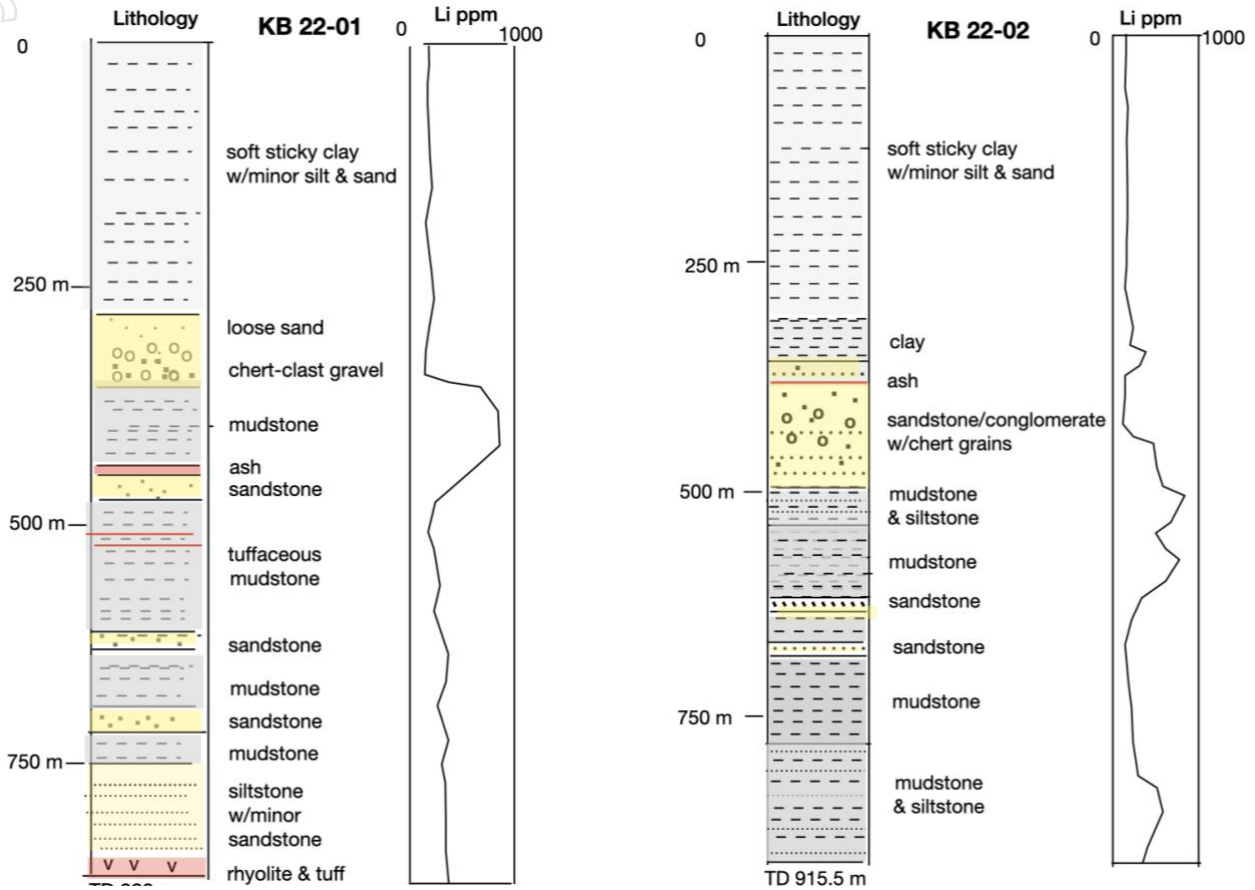 Lithology
KB 22-01
Li ppm
0
0
1000
soft sticky clay
w/minor silt & sand
250 m
loose sand
chert-clast gravel
mudstone
ash
sandstone
500 m
tuffaceous
mudstone
sandstone
mudstone
sandstone
mudstone
750 m
siltstone
w/minor
sandstone
v v v
rhyolite & tuff
Lithology
KB 22-02
Li ppm
0
0
1000
soft sticky clay
w/minor silt & sand
250 m
clay
ash
sandstone/conglomerate
w/chert grains
500 m
mudstone
& siltstone
mudstone
sandstone
sandstone
mudstone
750 m
mudstone
& siltstone
TD 915.5 m